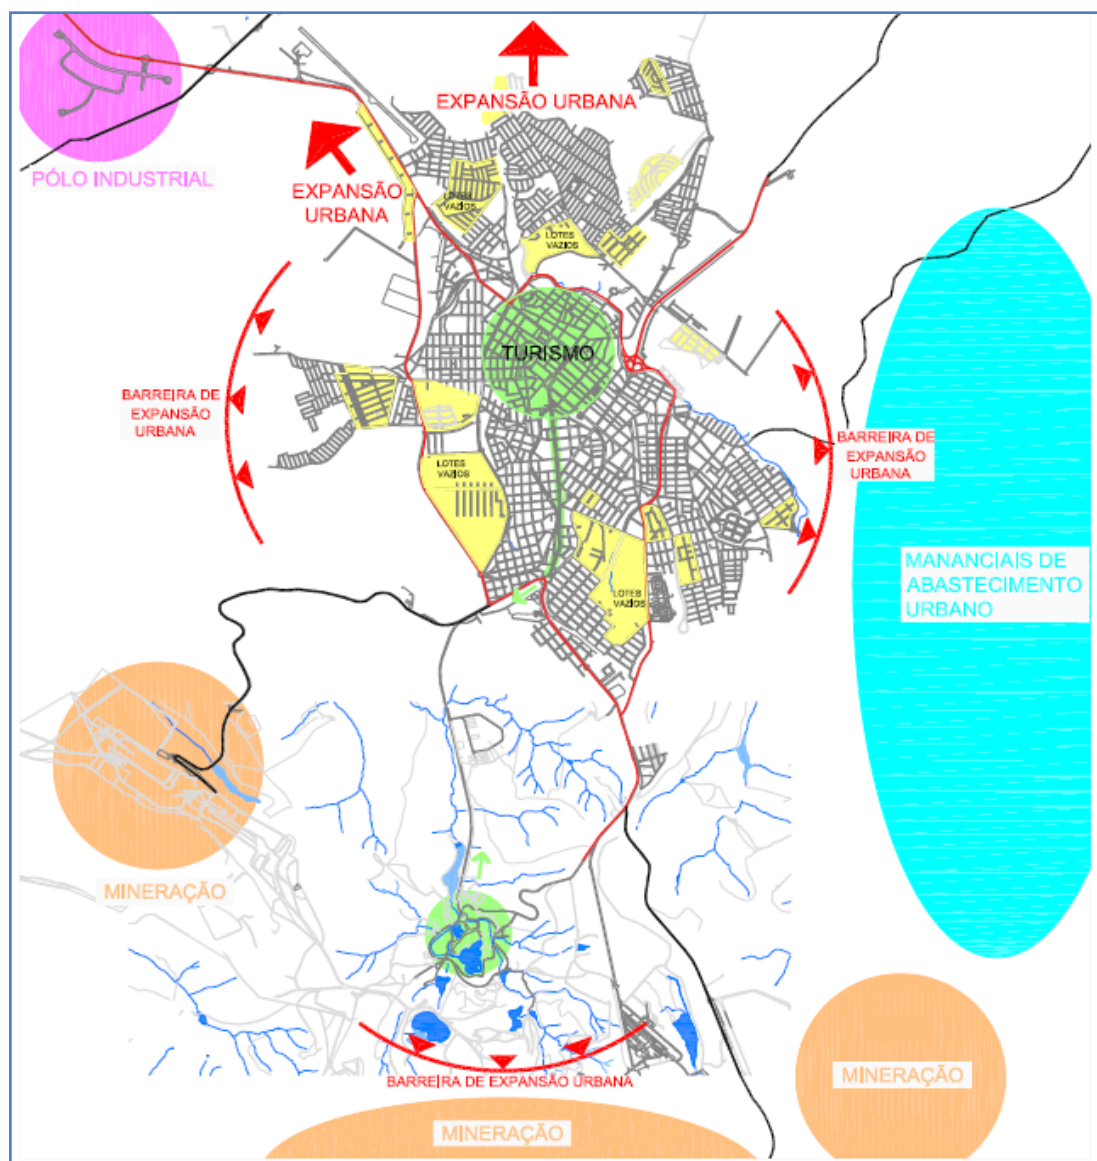 EXPANSÃO URBANA
PÓLO INDUSTRIAL
EXPANSÃO
URBANA
LOTES
VAZIOS
LOTES
VAZIOS
TURISMO
BARREIRA DE
EXPANSÃO
URBANA
BARREIRA DE
EXPANSÃO
URBANA
LOTES
VAZIOS
MANANCIAIS DE
ABASTECIMENTO
URBANO
LOTES
VAZIOS
MINERAÇÃO
BARREIRA DE EXPANSÃO URBANA
MINERAÇÃO
MINERAÇÃO